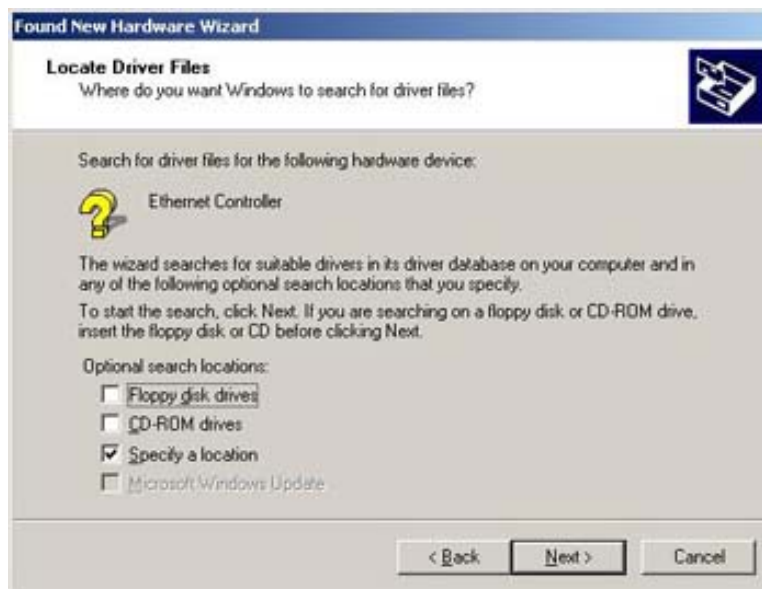 Found New Hardware Wizard
Locate Driver Files
Where do you want Windows to search for driver files?
Search for driver files for the following hardware device:
Ethernet Controller
The wizard searches for suitable drivers in its driver database on your computer and in
any of the following optional search locations that you specify.
To start the search, click Next. If you are searching on a floppy disk or CD-ROM drive,
insert the floppy disk or CD before clicking Next.
Optional search locations:
Floppy disk drives
CD-ROM drives
Specify a location
Microsoft Windows Update
< Back
Next >
Cancel